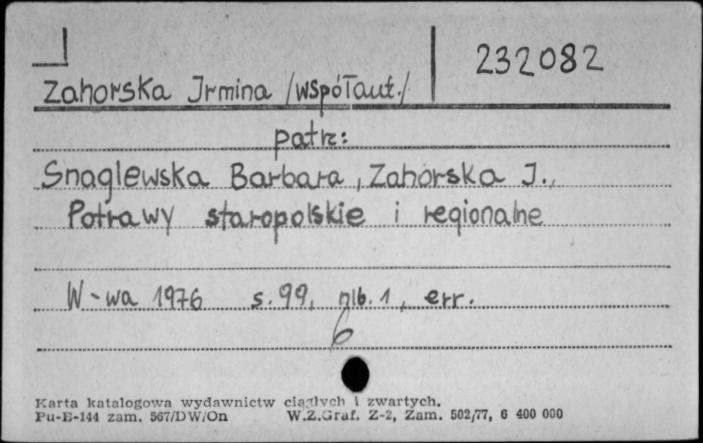 232082
Zahorska Irmina /współaut./
patrz:
Snaglewska Barbara, Zahorska J.,
Potrawy staropolskie i regionalne
W-wa 1976 s. 99, nlb. 1, err.
6
Karta katalogowa wydawnictw ciągłych i zwartych.
Pu-B-144 zam. 567/DW/On W.Z.Graf. Z-2, Zam. 502/77, 6 400 000